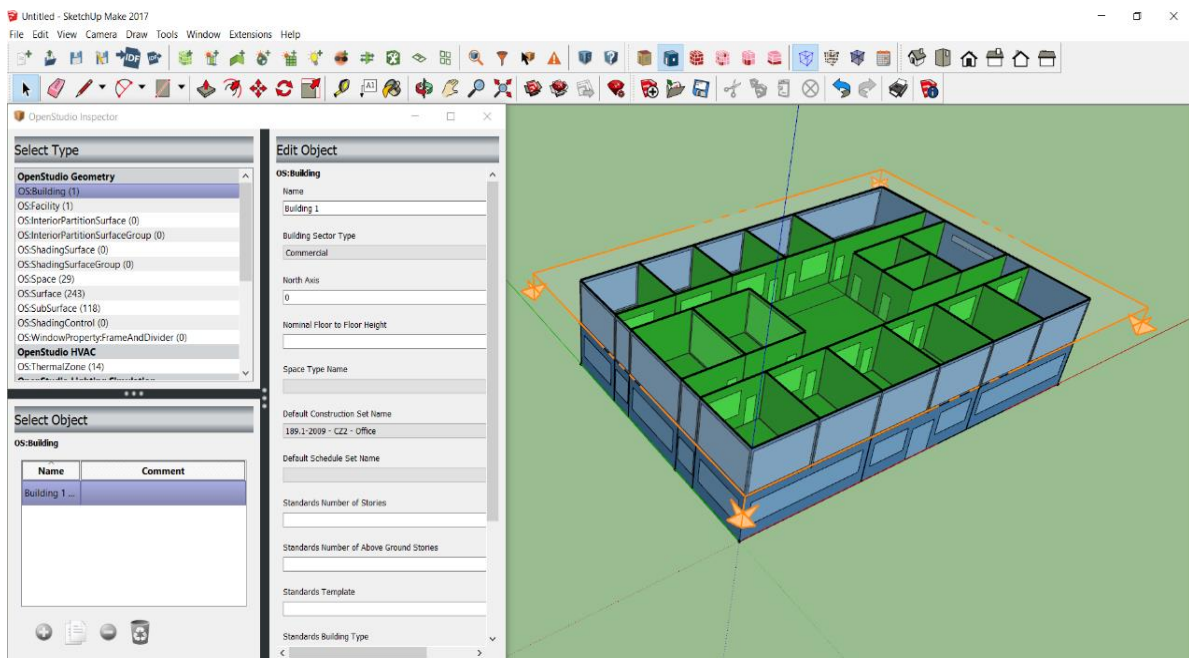 Untitled - SketchUp Make 2017
File Edit View Camera Draw Tools Window Extensions Help
IDF
A1
OpenStudio Inspector
Select Type
OpenStudio Geometry
OS:Building (1)
OS:Facility (1)
OS:InteriorPartitionSurface (0)
OS:InteriorPartitionSurfaceGroup (0)
OS:ShadingSurface (0)
OS:ShadingSurfaceGroup (0)
OS:Space (29)
OS:Surface (243)
OS:SubSurface (118)
OS:ShadingControl (0)
OS:WindowProperty:FrameAndDivider (0)
OpenStudio HVAC
OS:ThermalZone (14)
OpenStudio Lighting Simulation
Select Object
OS:Building
Name Comment
Building 1 ...
Edit Object
OS:Building
Name
Building 1
Building Sector Type
Commercial
North Axis
0
Nominal Floor to Floor Height
Space Type Name
Default Construction Set Name
189.1-2009 - CZ2 - Office
Default Schedule Set Name
Standards Number of Stories
Standards Number of Above Ground Stories
Standards Template
Standards Building Type